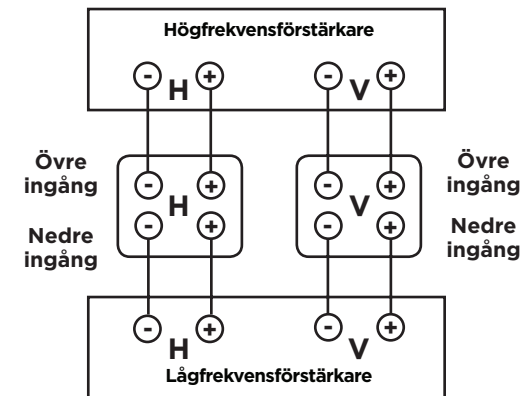 Högfrekvensförstärkare
- H + - V +
Övre
ingång
- H + - V +
Övre
ingång
Nedre
ingång
- + - +
Nedre
ingång
- H + - V +
Lågfrekvensförstärkare